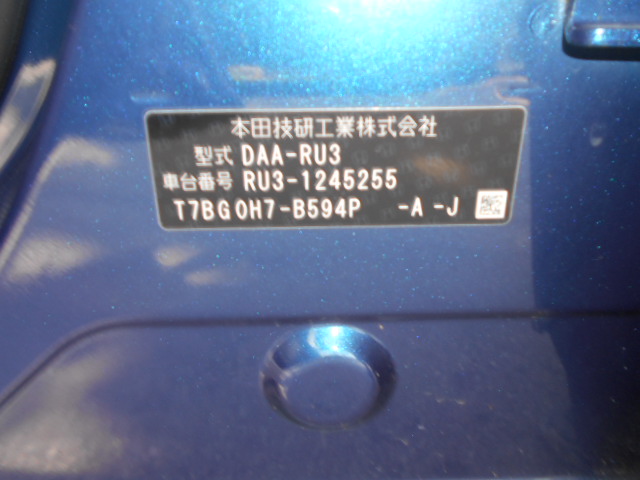 本田技研工業株式会社
型式 DAA-RU3
車台番号 RU3-1245255
T7BG0H7-B594P -A -J